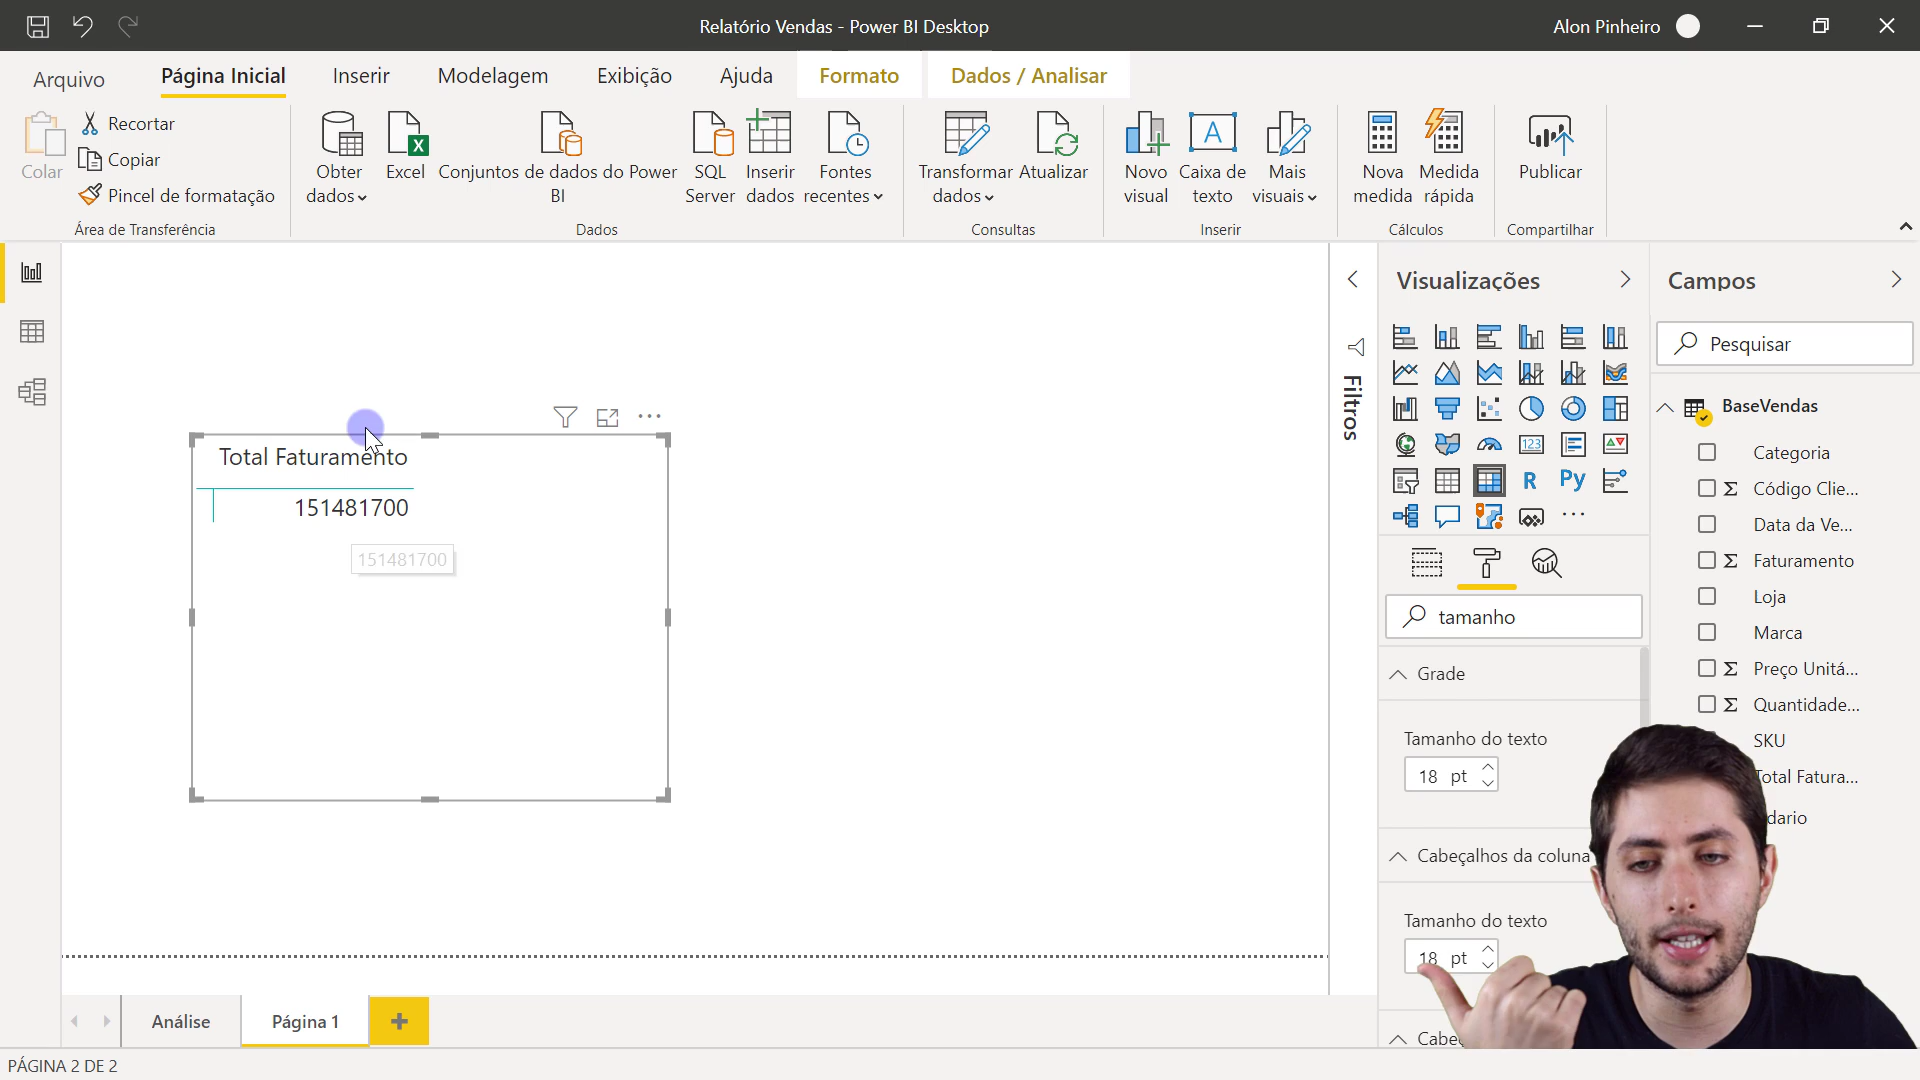 Relatório Vendas - Power BI Desktop
Alon Pinheiro
Arquivo
Página Inicial
Inserir
Modelagem
Exibição
Ajuda
Formato
Dados / Analisar
Colar
Recortar
Copiar
Pincel de formatação
Área de Transferência
Obter
dados
Excel
Conjuntos de dados do Power
BI
SQL
Server
Inserir
dados
Fontes
recentes
Dados
Transformar
dados
Atualizar
Consultas
Novo
visual
Caixa de
texto
Mais
visuais
Inserir
Nova
medida
Medida
rápida
Cálculos
Publicar
Compartilhar
Total Faturamento
151481700
151481700
Filtros
Visualizações
123
R
Py
tamanho
Grade
Tamanho do texto
18 pt
Cabeçalhos da coluna
Tamanho do texto
18 pt
Cabeç
Campos
Pesquisar
BaseVendas
Categoria
Σ Código Clie...
Data da Ve...
Σ Faturamento
Loja
Marca
Σ Preço Unitá...
Σ Quantidade...
SKU
Total Fatura...
dario
Análise
Página 1
PÁGINA 2 DE 2